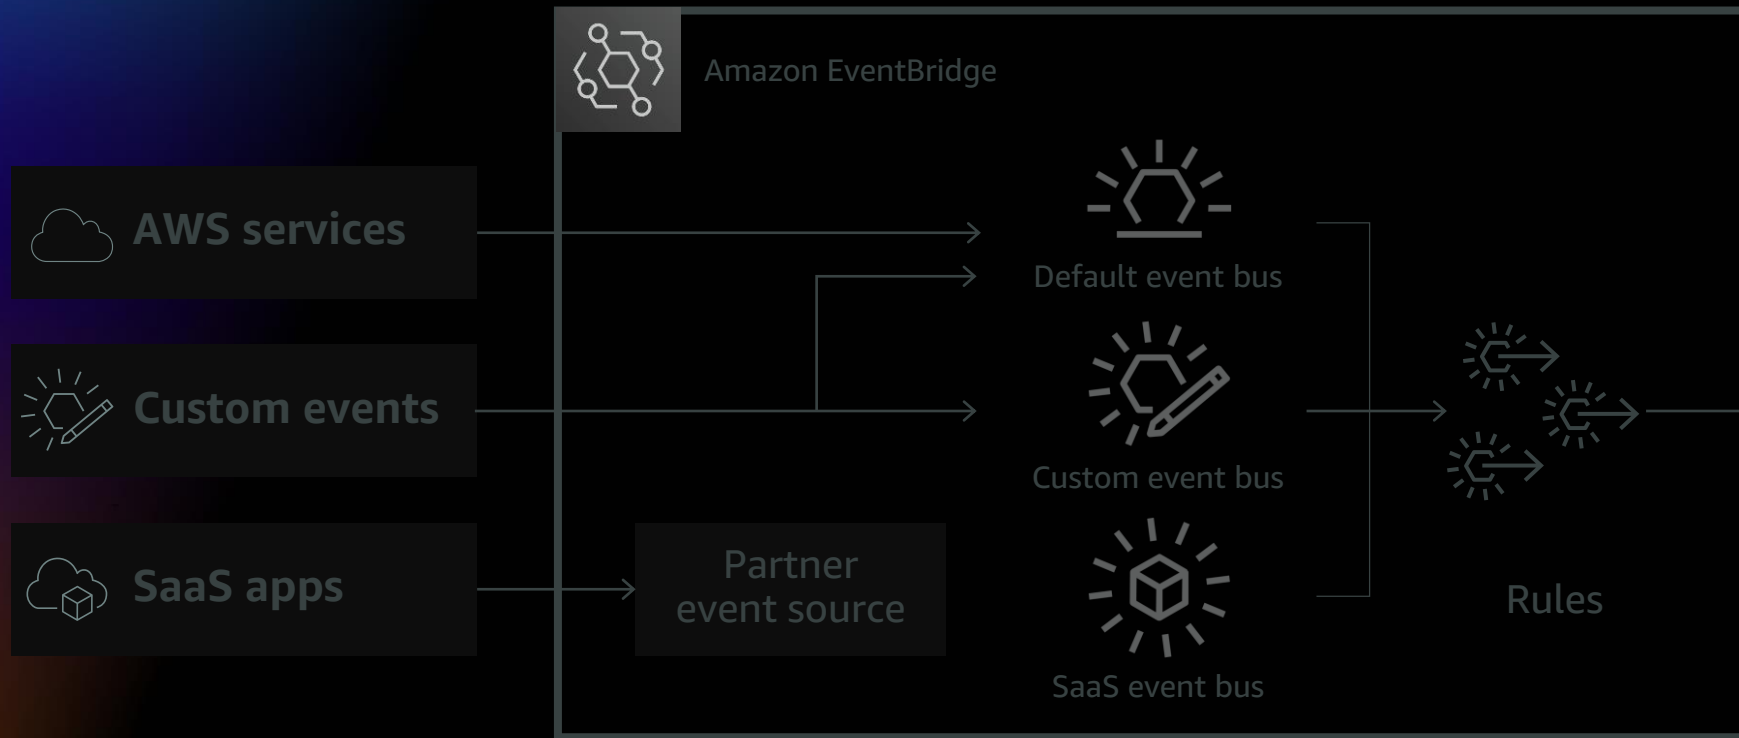 Amazon EventBridge
AWS services
Default event bus
Custom events
Custom event bus
SaaS apps
Partner
event source
Rules
SaaS event bus